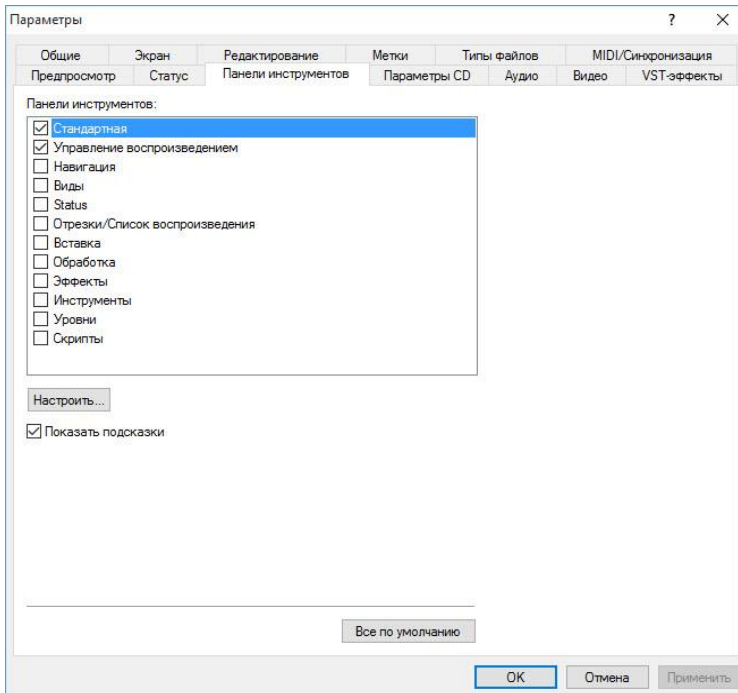 Параметры
?
Общие Экран Редактирование Метки Типы файлов MIDI/Синхронизация
Предпросмотр Статус Панели инструментов Параметры CD Аудио Видео VST-эффекты
Панели инструментов:
Стандартная
Управление воспроизведением
Навигация
Виды
Status
Отрезки/Список воспроизведения
Вставка
Обработка
Эффекты
Инструменты
Уровни
Скрипты
Настроить...
Показать подсказки
Все по умолчанию
OK Отмена Применить